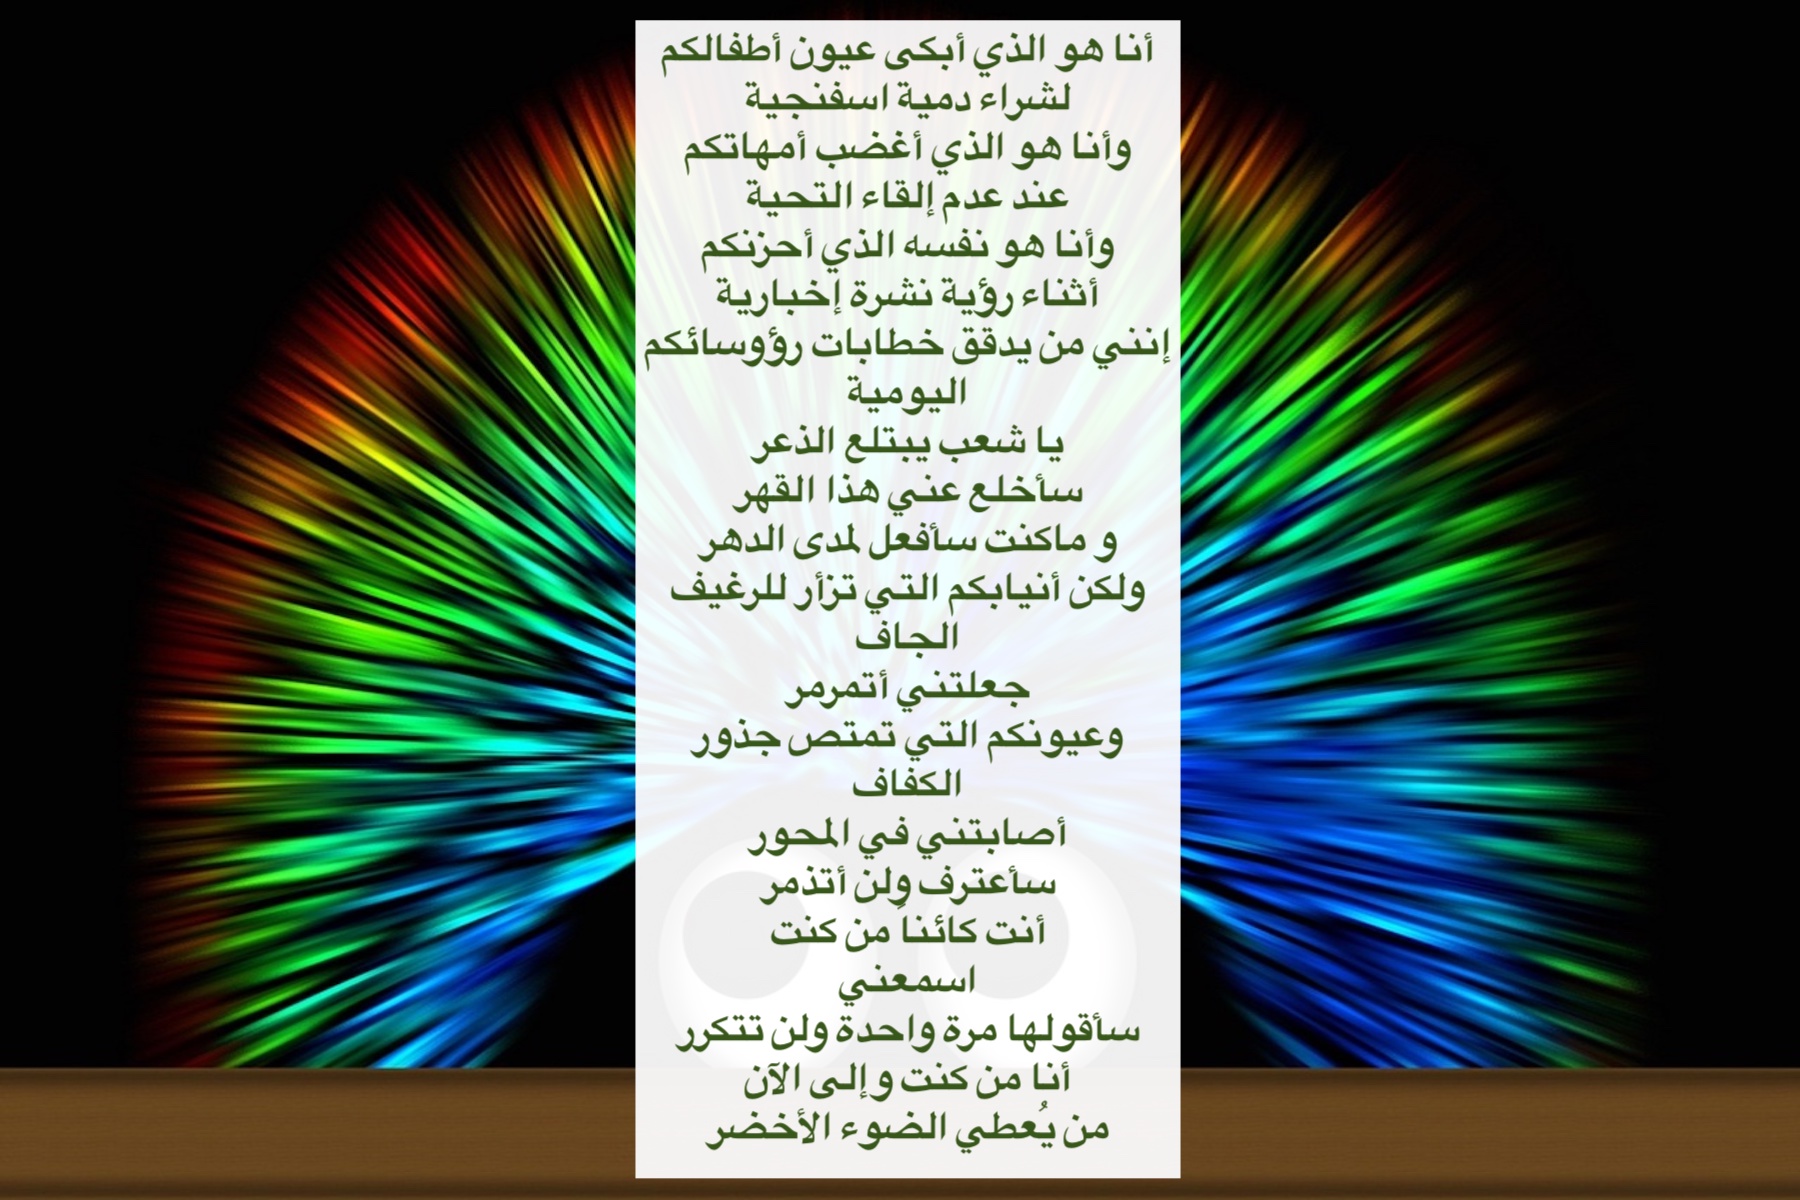 أنا هو الذي أبكى عيون أطفالكم
لشراء دمية اسفنجية
وأنا هو الذي أغضب أمهاتكم
عند عدم إلقاء التحية
وأنا هو نفسه الذي أحزنكم
أثناء رؤية نشرة إخبارية
إنني من يدقق خطابات رؤوسائكم
اليومية
يا شعب يبتلع الذعر
سأخلع عني هذا القهر
و ماكنت سأفعل لمدى الدهر
ولكن أنيابكم التي تزأر للرغيف
الجاف
جعلتني أتمرمر
وعيونكم التي تمتص جذور
الكفاف
أصابتني في المحور
سأعترف ولن أتذمر
أنت كائناً من كنت
اسمعني
سأقولها مرة واحدة ولن تتكرر
أنا من كنت وإلى الآن
من يُعطي الضوء الأخضر